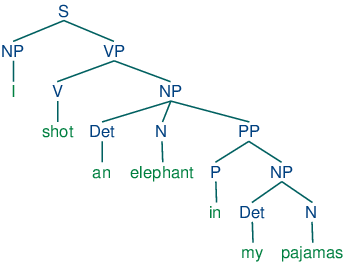 S
NP VP
I V NP
shot Det N PP
an elephant P NP
in Det N
my pajamas